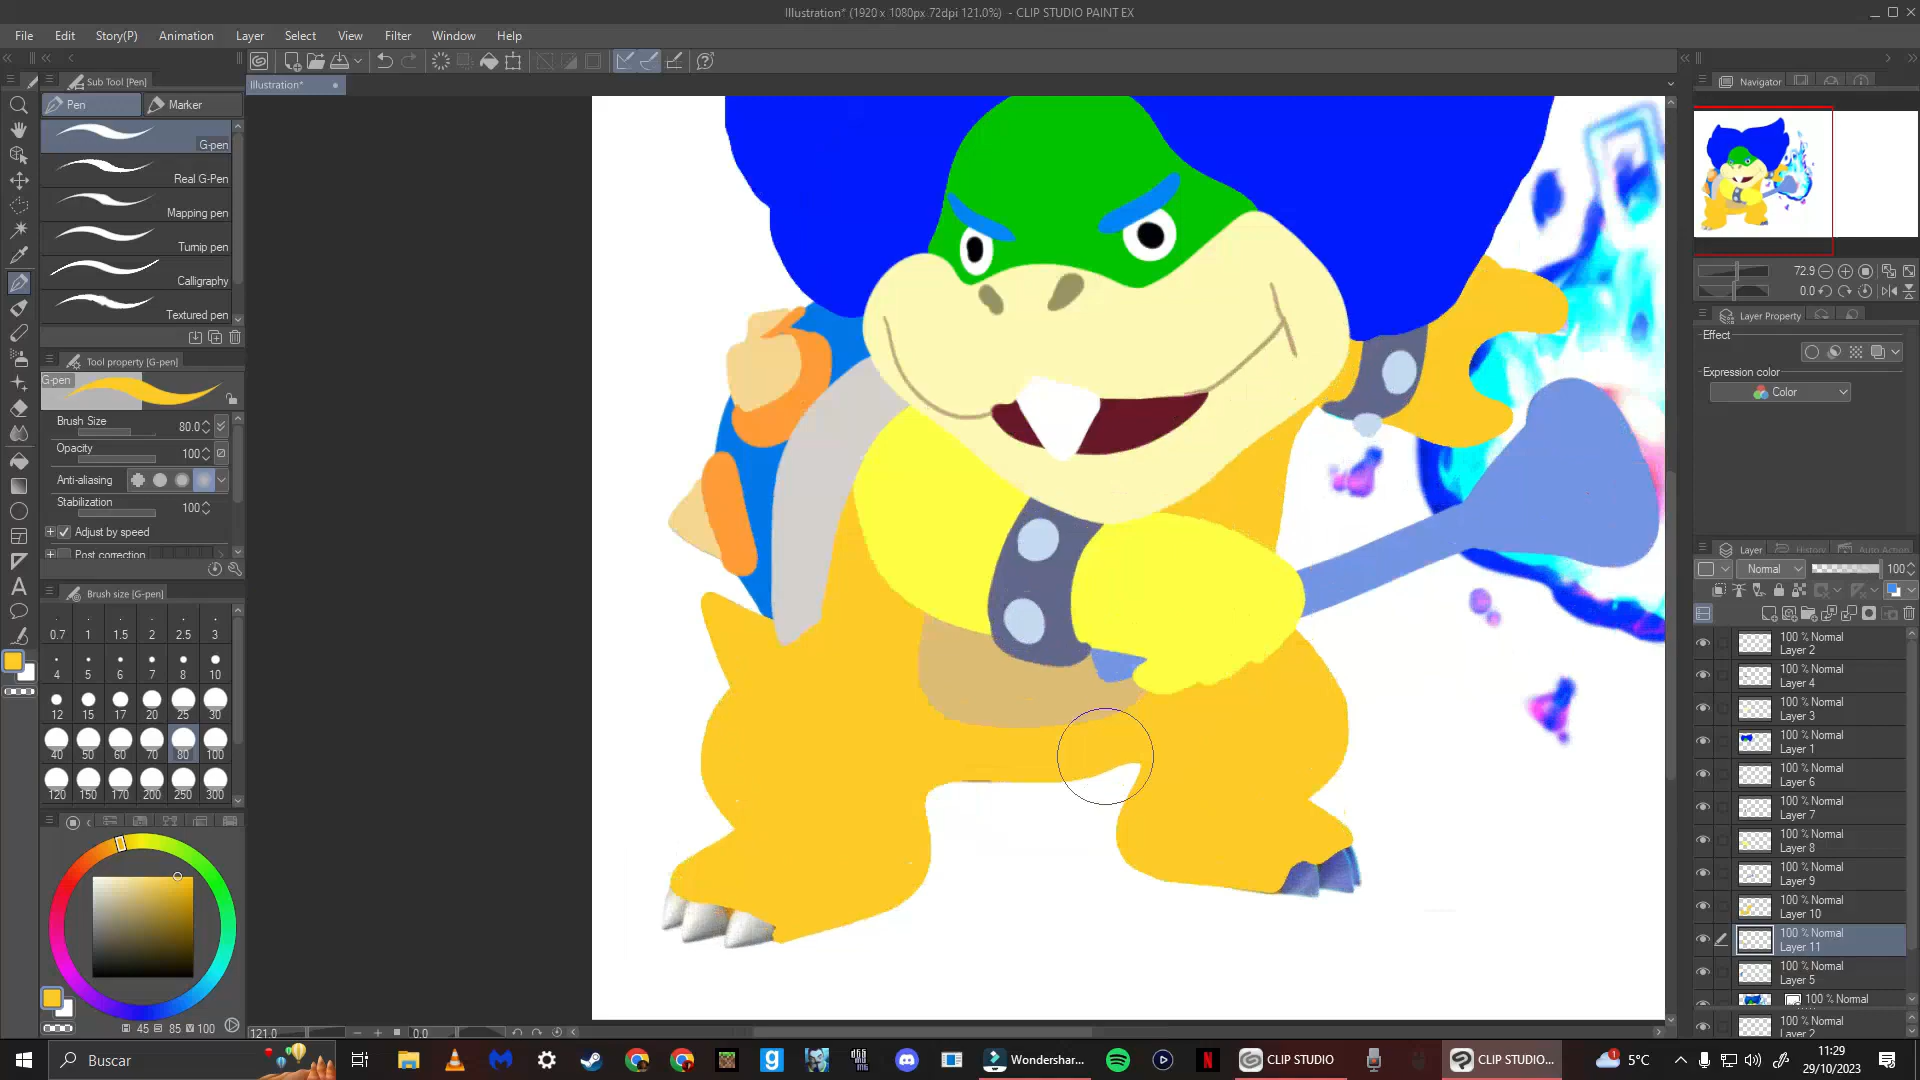 Illustration* (1920 x 1080px 72dpi 121.0%) - CLIP STUDIO PAINT EX
File Edit Story(P) Animation Layer Select View Filter Window Help
Sub Tool [Pen]
Illustration*
Navigator
Pen Marker
G-pen
Real G-Pen
Mapping pen
Turnip pen
Calligraphy
Textured pen
72.9
0.0
Layer Property
Effect
Expression color
Color
Tool property [G-pen]
G-pen
Brush Size 80.0
Opacity 100
Anti-aliasing
Stabilization 100
Adjust by speed
Post correction
Layer History Auto Action
Normal 100
Brush size [G-pen]
0.7 1 1.5 2 2.5 3
4 5 6 7 8 10
12 15 17 20 25 30
40 50 60 70 80 100
120 150 170 200 250 300
100 % Normal
Layer 2
100 % Normal
Layer 4
100 % Normal
Layer 3
100 % Normal
Layer 1
100 % Normal
Layer 6
100 % Normal
Layer 7
100 % Normal
Layer 8
100 % Normal
Layer 9
100 % Normal
Layer 10
100 % Normal
Layer 11
100 % Normal
Layer 5
100 % Normal
100 % Normal
Layer 2
H 45 S 85 V 100
121.0 0.0
Buscar
Wondershar...
CLIP STUDIO
CLIP STUDIO...
5°C
11:29
29/10/2023